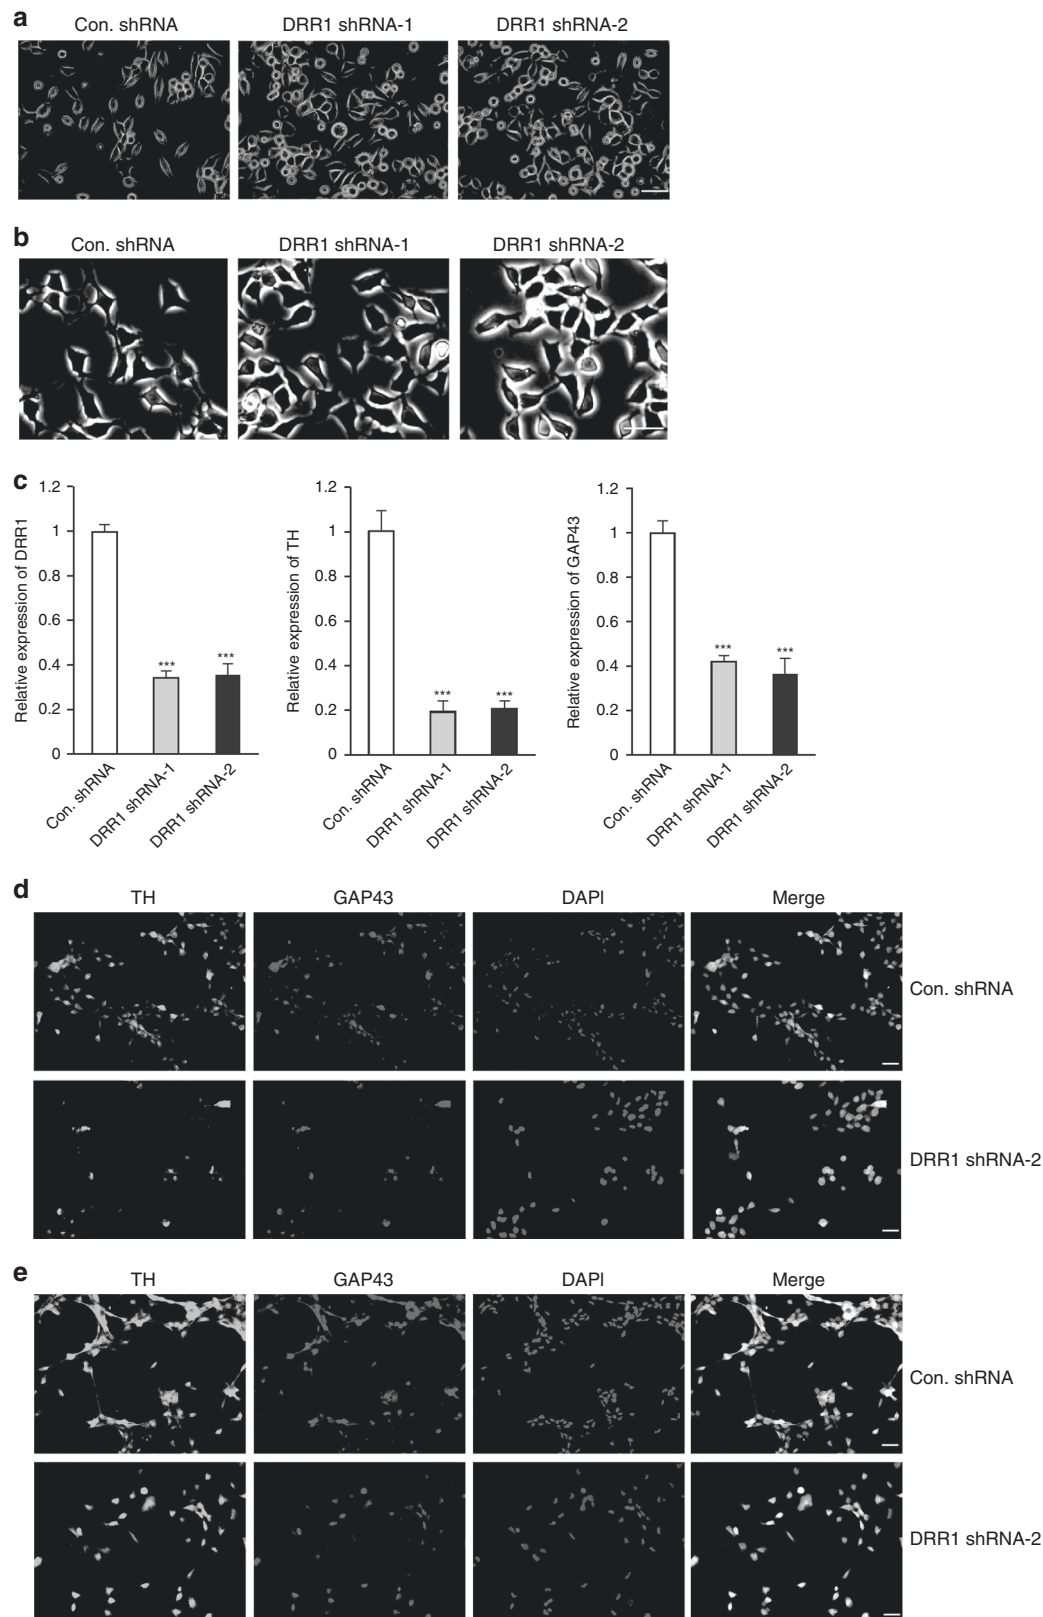 a
Con. shRNA
DRR1 shRNA-1
DRR1 shRNA-2
b
Con. shRNA
DRR1 shRNA-1
DRR1 shRNA-2
c
Relative expression of DRR1
1.2
1
0.8
0.6
0.4
0.2
0
***
***
Con. shRNA
DRR1 shRNA-1
DRR1 shRNA-2
Relative expression of TH
1.2
1
0.8
0.6
0.4
0.2
0
***
***
Con. shRNA
DRR1 shRNA-1
DRR1 shRNA-2
Relative expression of GAP43
1.2
1
0.8
0.6
0.4
0.2
0
***
***
Con. shRNA
DRR1 shRNA-1
DRR1 shRNA-2
d
TH
GAP43
DAPI
Merge
Con. shRNA
DRR1 shRNA-2
e
TH
GAP43
DAPI
Merge
Con. shRNA
DRR1 shRNA-2